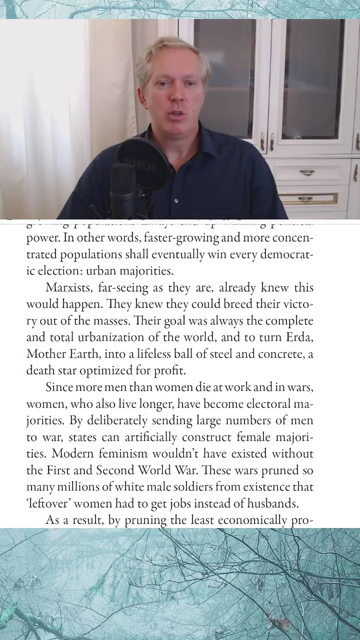 power. In other words, faster-growing and more concen-
trated populations shall eventually win every democrat-
ic election: urban majorities.
Marxists, far-seeing as they are, already knew this
would happen. They knew they could breed their victo-
ry out of the masses. Their goal was always the complete
and total urbanization of the world, and to turn Erda,
Mother Earth, into a lifeless ball of steel and concrete, a
death star optimized for profit.
Since more men than women die at work and in wars,
women, who also live longer, have become electoral ma-
jorities. By deliberately sending large numbers of men
to war, states can artificially construct female majori-
ties. Modern feminism wouldn't have existed without
the First and Second World War. These wars pruned so
many millions of white male soldiers from existence that
'leftover' women had to get jobs instead of husbands.
As a result, by pruning the least economically pro-